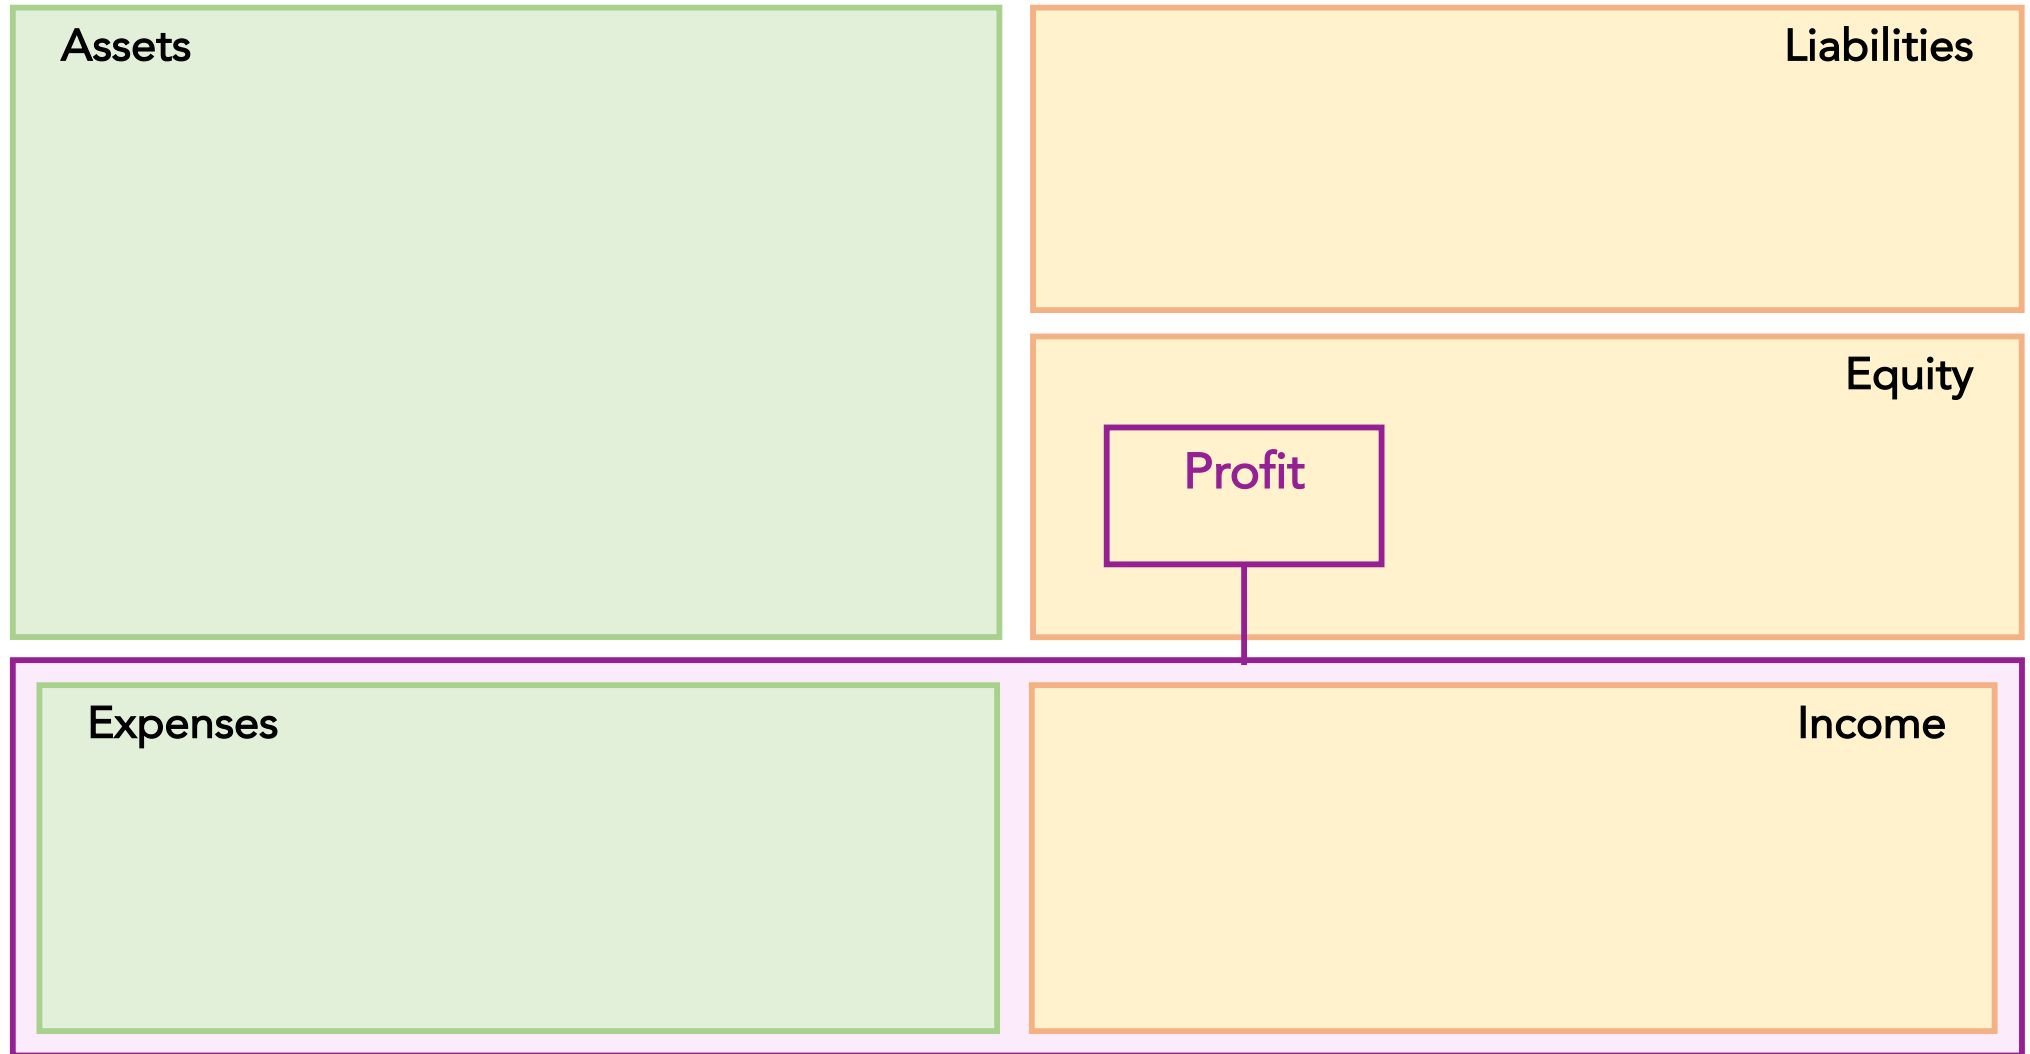 Assets
Liabilities
Equity
Profit
Expenses
Income